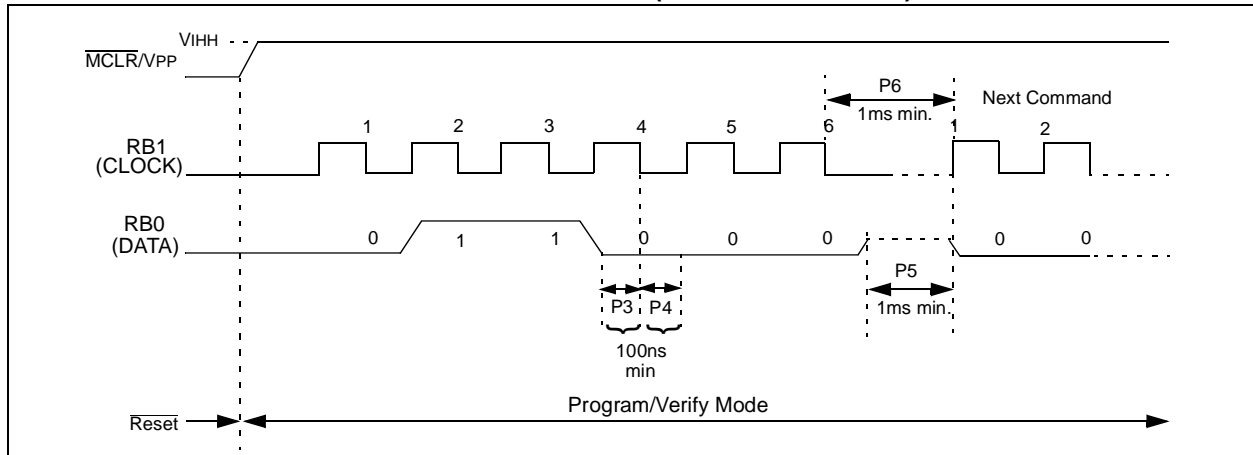 VIHH
MCLR/VPP
P6
1ms min.
Next Command
1 2 3 4 5 6 1 2
RB1
(CLOCK)
RB0
(DATA)
0 1 1 0 0 0 0 0
P5
1ms min.
P3 P4
100ns
min
Program/Verify Mode
Reset